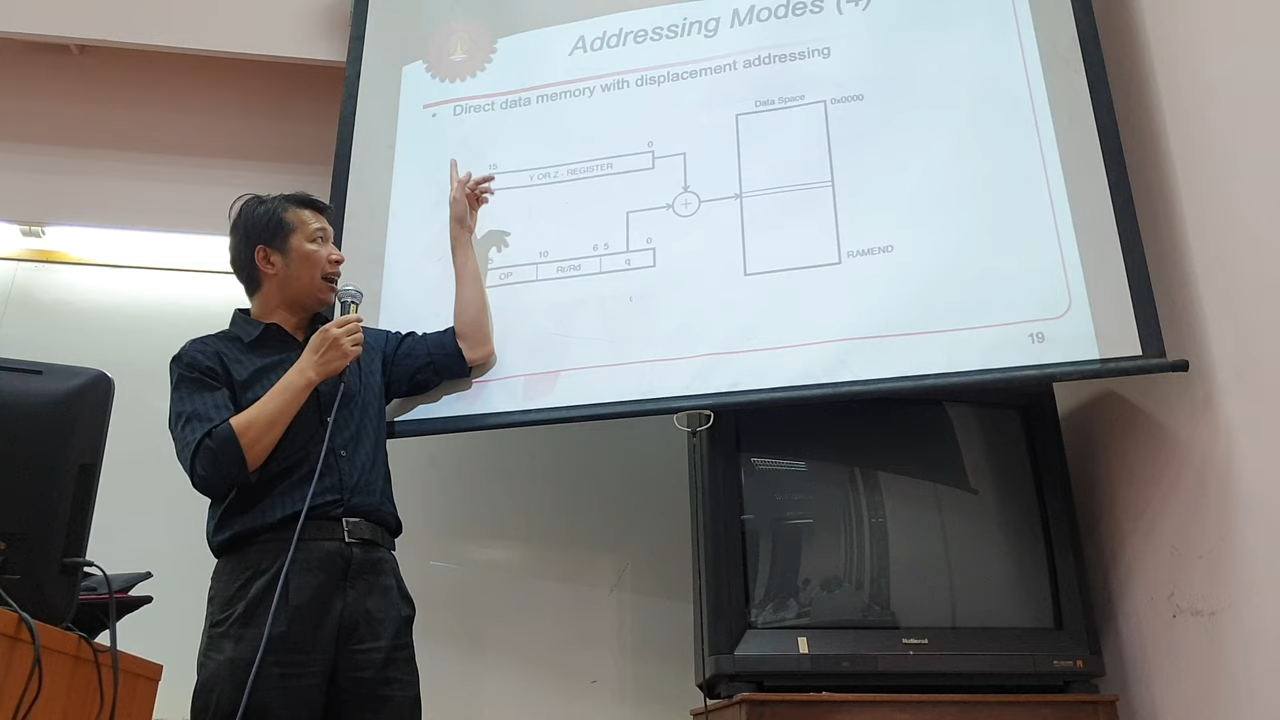 Addressing Modes (4)
Direct data memory with displacement addressing
Data Space
0x0000
15
0
Y OR Z - REGISTER
10
6 5
0
OP
Rr/Rd
q
RAMEND
19
National